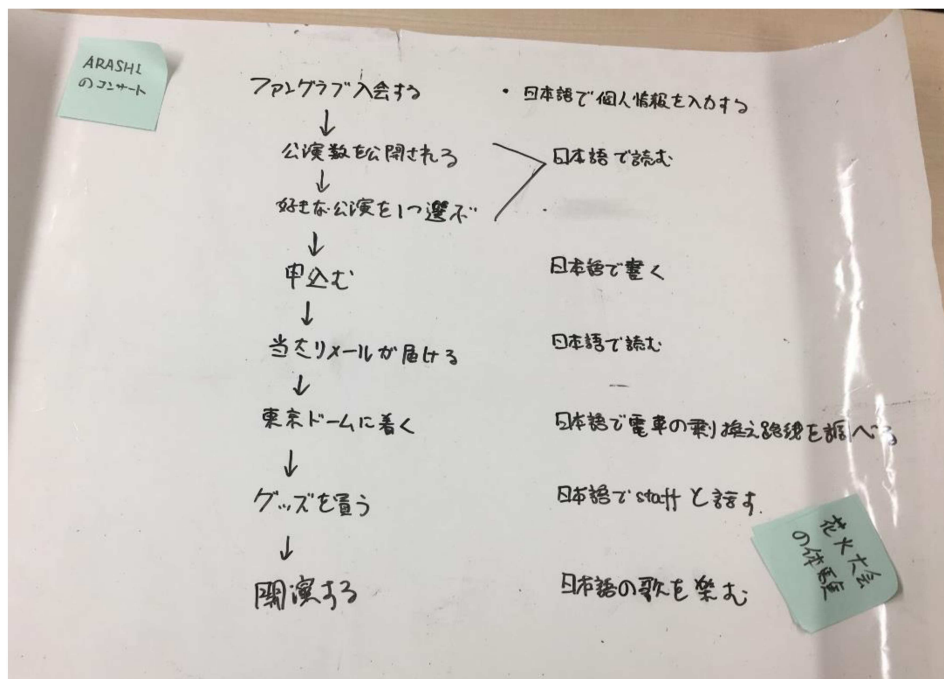 ARASHI
のコンサート
ファンクラブ入会する
・日本語で個人情報を入力する
↓
公演数を公開される
日本語で読む
↓
好きな公演を1つ選ぶ
↓
申込む
日本語で書く
↓
当たりメールが届ける
日本語で読む
↓
東京ドームに着く
日本語で電車の乗り換え路線を調べる
↓
グッズを買う
日本語でstaffと話す.
↓
開演する
日本語の歌を楽む
花火大会
の体験